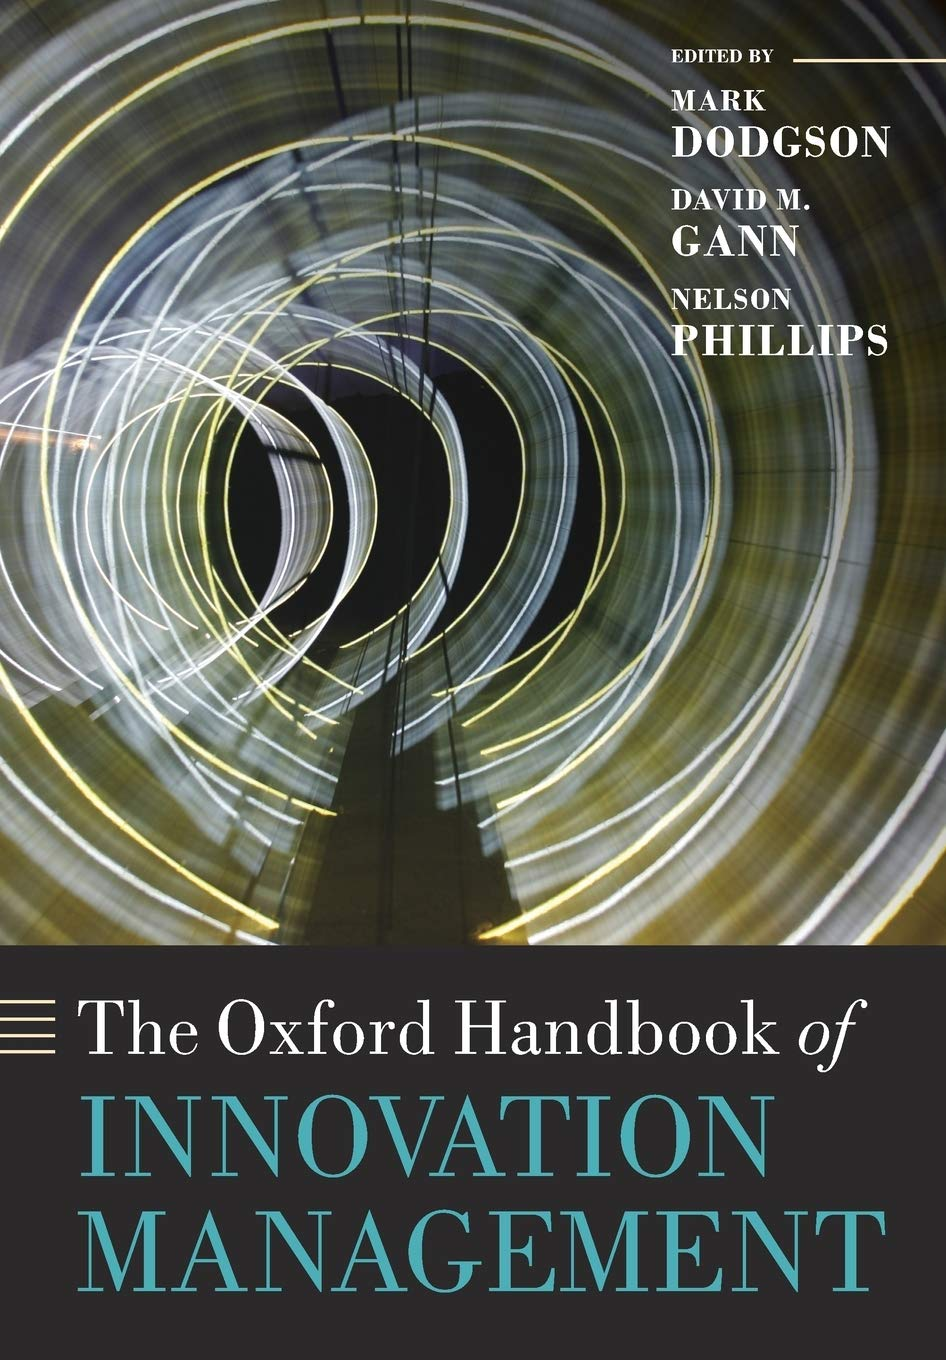 EDITED BY
MARK
DODGSON
DAVID M.
GANN
NELSON
PHILLIPS
The Oxford Handbook of
INNOVATION
MANAGEMENT